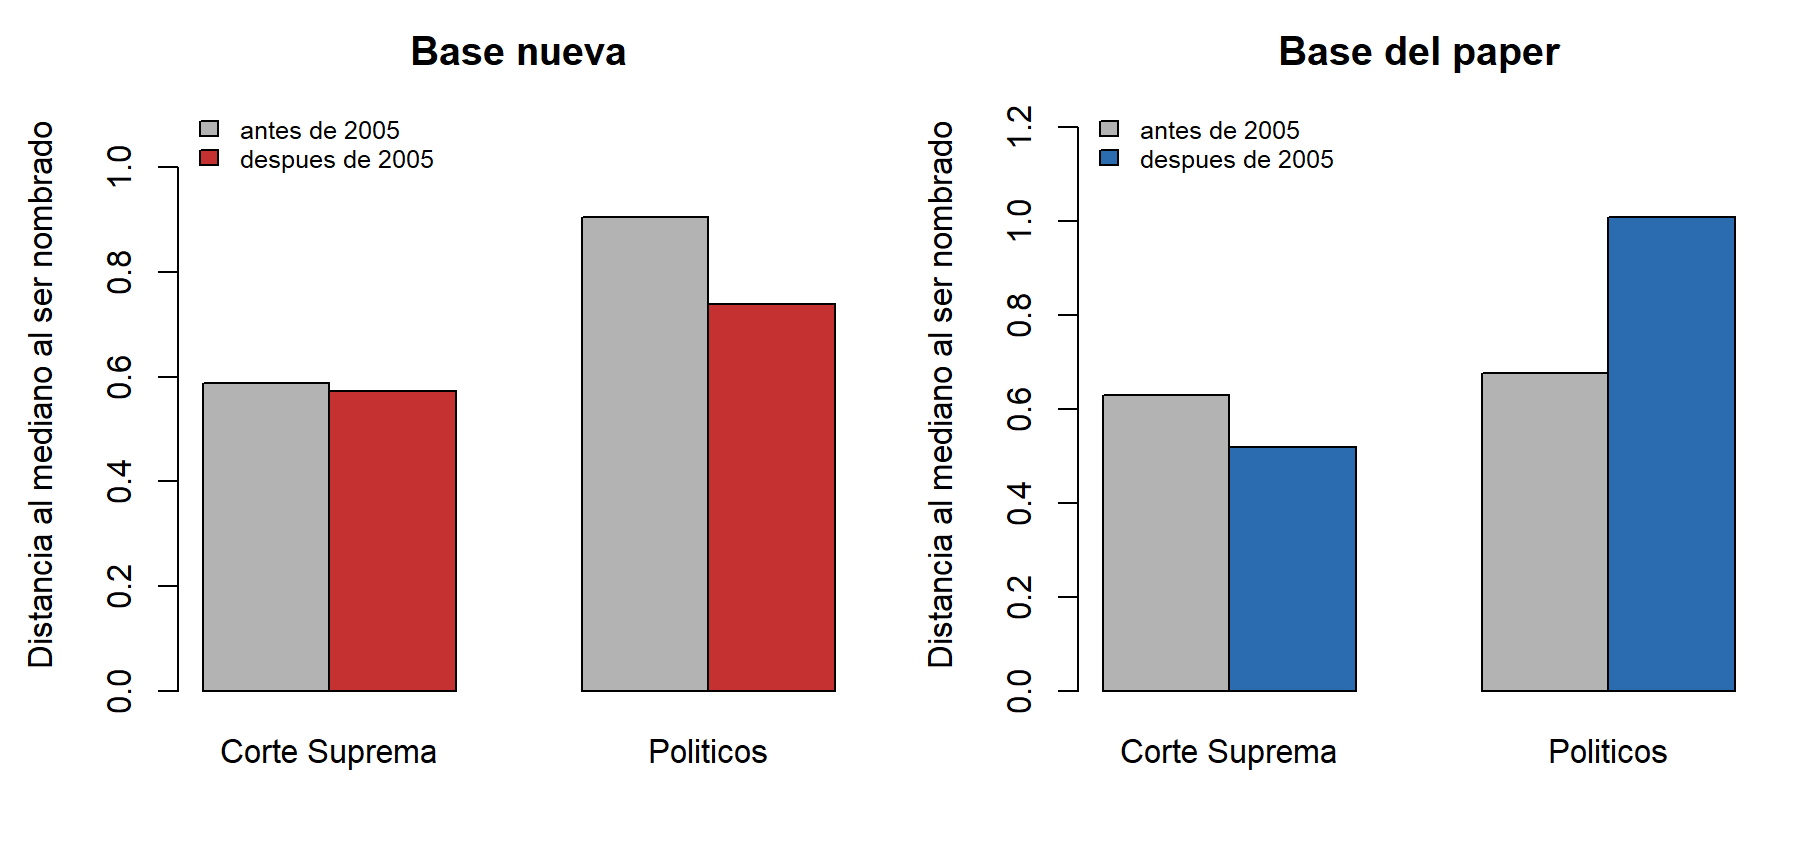 Base nueva
antes de 2005
despues de 2005
Distancia al mediano al ser nombrado
1.0
0.8
0.6
0.4
0.2
0.0
Corte Suprema
Politicos
Base del paper
antes de 2005
despues de 2005
Distancia al mediano al ser nombrado
1.2
1.0
0.8
0.6
0.4
0.2
0.0
Corte Suprema
Politicos